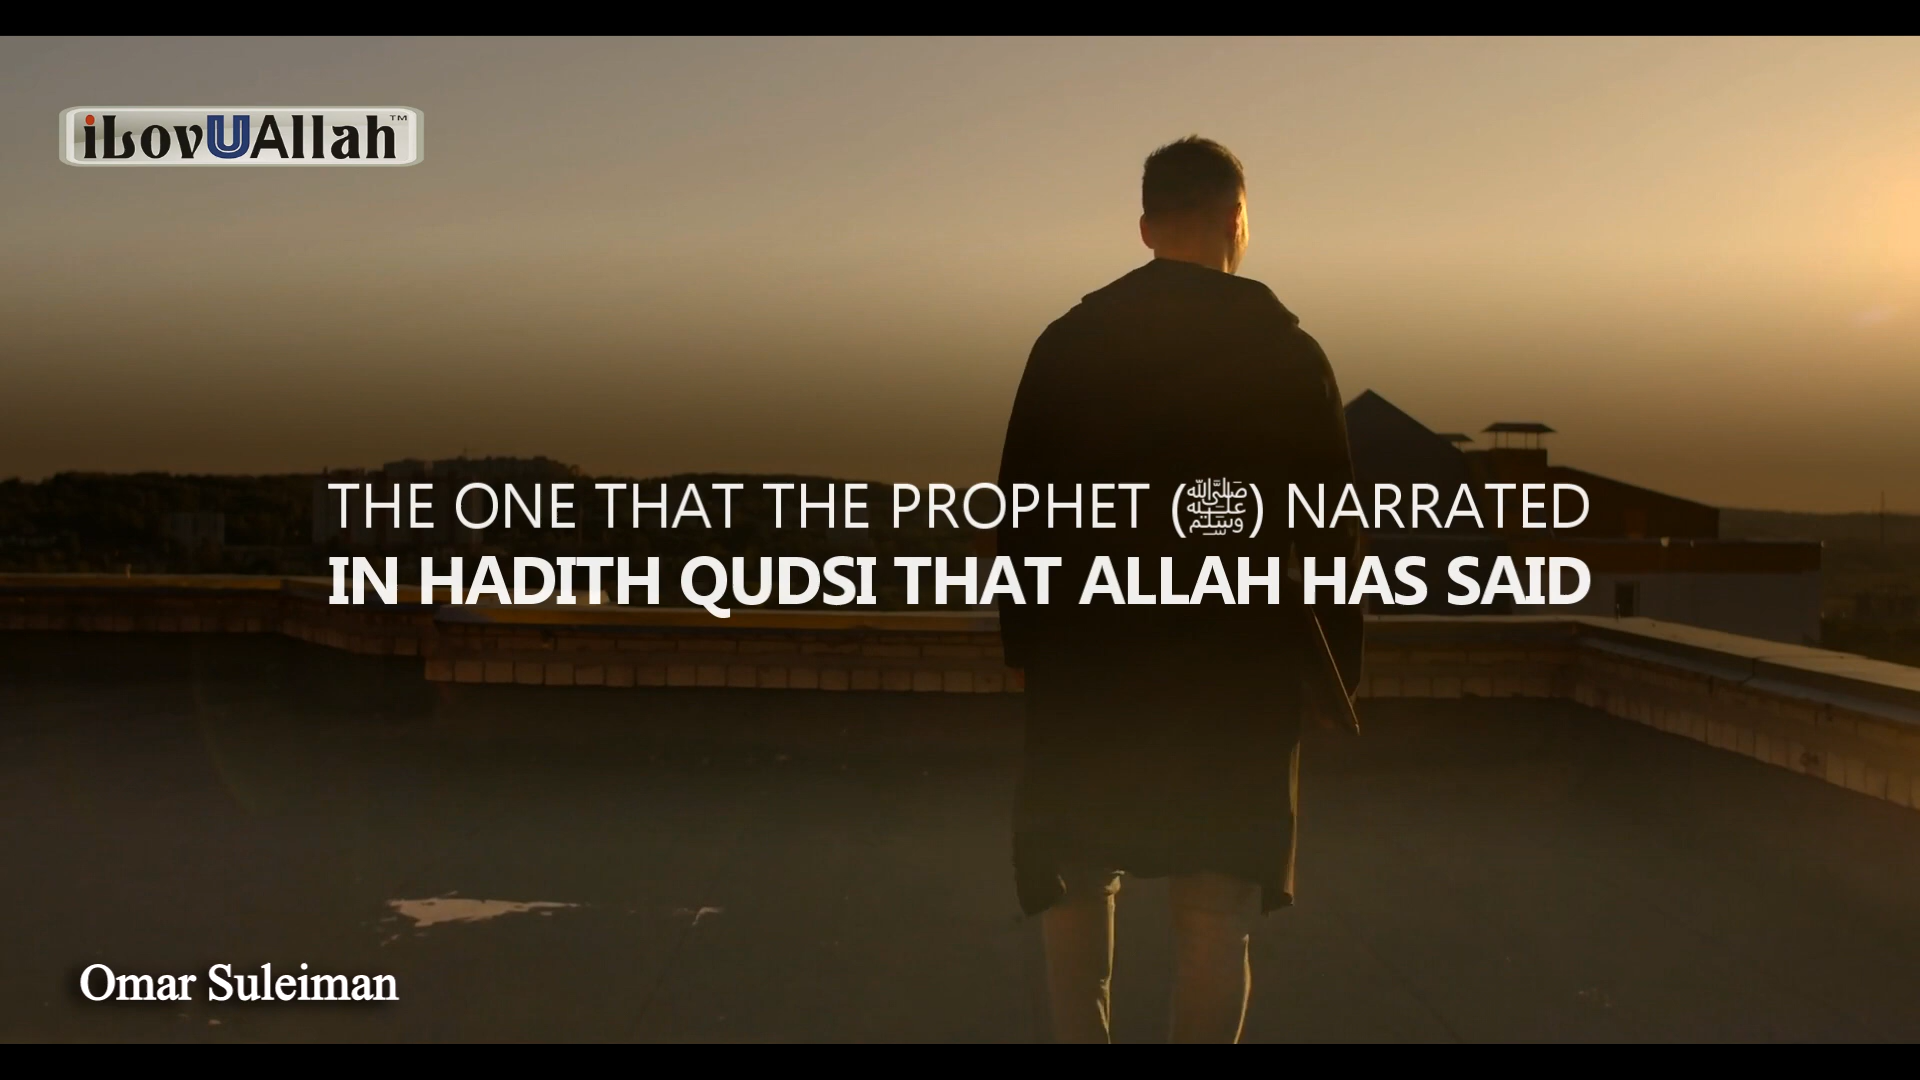 iLovUAllah™
THE ONE THAT THE PROPHET (ﷺ) NARRATED
IN HADITH QUDSI THAT ALLAH HAS SAID
Omar Suleiman